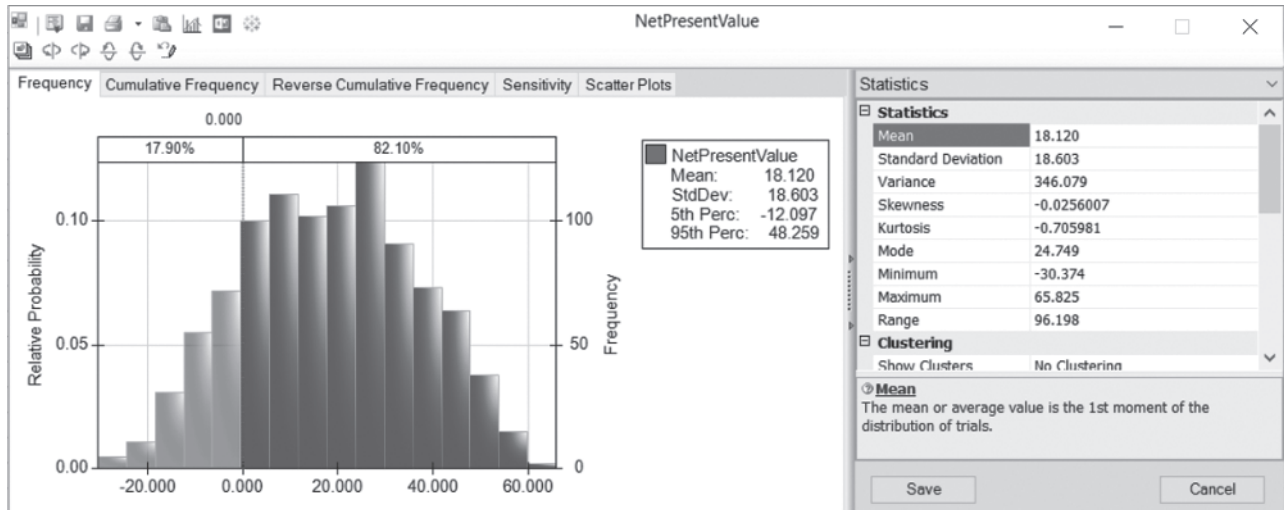 NetPresentValue
Frequency Cumulative Frequency Reverse Cumulative Frequency Sensitivity Scatter Plots
0.000
17.90% 82.10%
0.10
0.05
0.00
Relative Probability
100
50
0
Frequency
-20.000 0.000 20.000 40.000 60.000
NetPresentValue
Mean: 18.120
StdDev: 18.603
5th Perc: -12.097
95th Perc: 48.259
Statistics
Statistics
Mean 18.120
Standard Deviation 18.603
Variance 346.079
Skewness -0.0256007
Kurtosis -0.705981
Mode 24.749
Minimum -30.374
Maximum 65.825
Range 96.198
Clustering
Show Clusters No Clustering
Mean
The mean or average value is the 1st moment of the
distribution of trials.
Save Cancel